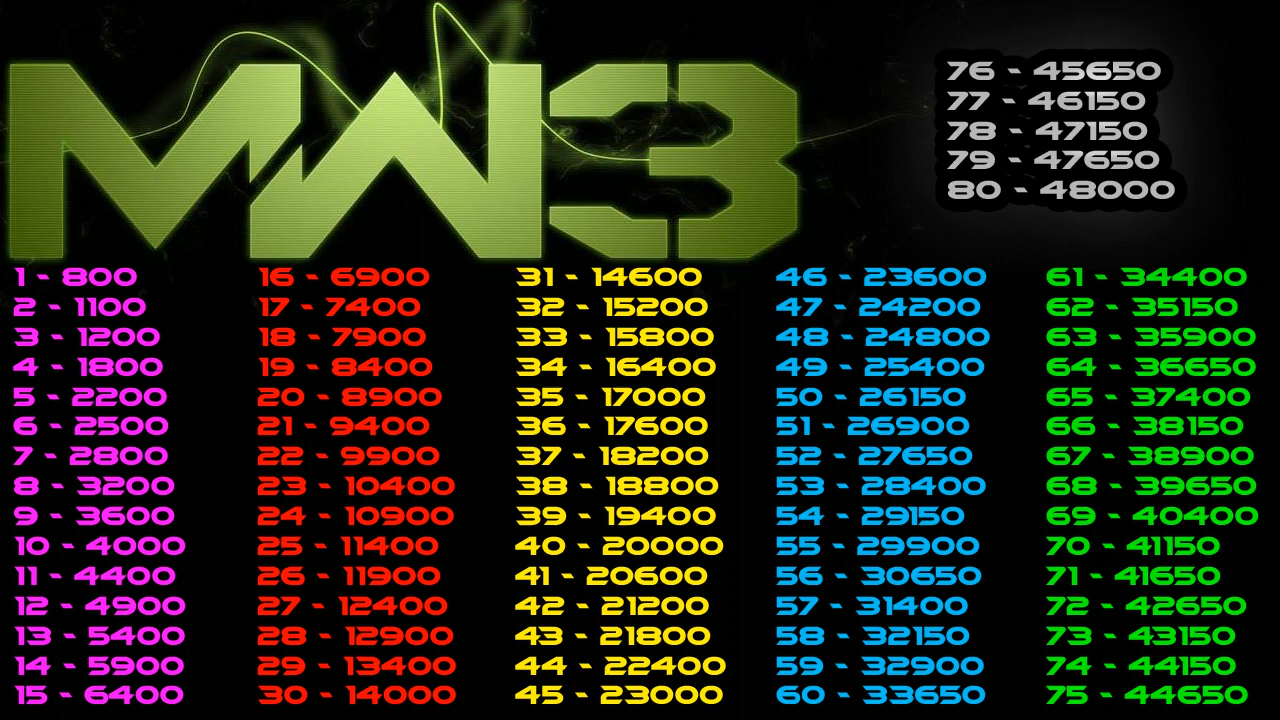 MW3
76 - 45650
77 - 46150
78 - 47150
79 - 47650
80 - 48000
1 - 800
2 - 1100
3 - 1200
4 - 1800
5 - 2200
6 - 2500
7 - 2800
8 - 3200
9 - 3600
10 - 4000
11 - 4400
12 - 4900
13 - 5400
14 - 5900
15 - 6400
16 - 6900
17 - 7400
18 - 7900
19 - 8400
20 - 8900
21 - 9400
22 - 9900
23 - 10400
24 - 10900
25 - 11400
26 - 11900
27 - 12400
28 - 12900
29 - 13400
30 - 14000
31 - 14600
32 - 15200
33 - 15800
34 - 16400
35 - 17000
36 - 17600
37 - 18200
38 - 18800
39 - 19400
40 - 20000
41 - 20600
42 - 21200
43 - 21800
44 - 22400
45 - 23000
46 - 23600
47 - 24200
48 - 24800
49 - 25400
50 - 26150
51 - 26900
52 - 27650
53 - 28400
54 - 29150
55 - 29900
56 - 30650
57 - 31400
58 - 32150
59 - 32900
60 - 33650
61 - 34400
62 - 35150
63 - 35900
64 - 36650
65 - 37400
66 - 38150
67 - 38900
68 - 39650
69 - 40400
70 - 41150
71 - 41650
72 - 42650
73 - 43150
74 - 44150
75 - 44650